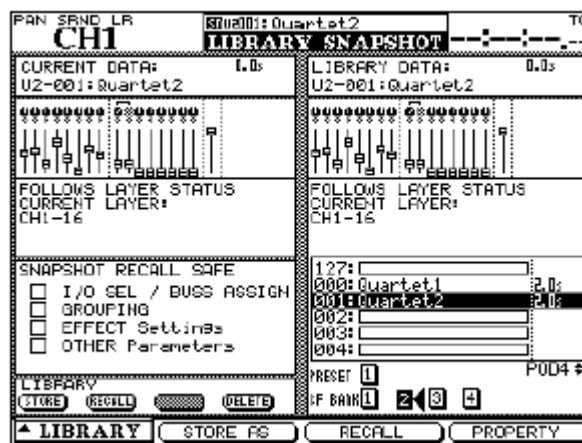 PAN SRND LR
CH1
001: Quartet2
LIBRARY SNAPSHOT
--:--:--.
CURRENT DATA:
U2-001:Quartet2
LIBRARY DATA:
0.0s
U2-001:Quartet2
FOLLOWS LAYER STATUS
CURRENT LAYER:
CH1-16
FOLLOWS LAYER STATUS
CURRENT LAYER:
CH1-16
SNAPSHOT RECALL SAFE
I/O SEL / BUSS ASSIGN
GROUPING
EFFECT Settings
OTHER Parameters
127:
000:Quartet1 2.0s
001:Quartet2 2.0s
002:
003:
004:
LIBRARY
STORE RECALL DELETE
PRESET 1
BANK 1 2 3 4
POD4
LIBRARY STORE AS RECALL PROPERTY